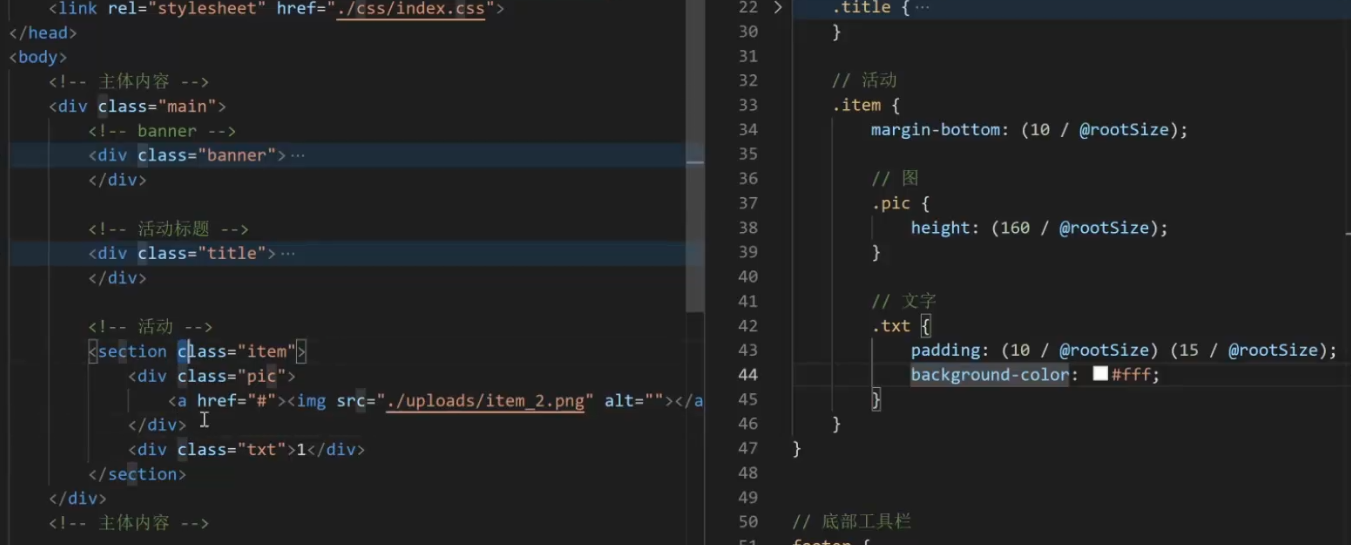 <link rel="stylesheet" href="./css/index.css">
</head>
<body>
<!-- 主体内容 -->
<div class="main">
<!-- banner -->
<div class="banner">…
</div>
<!-- 活动标题 -->
<div class="title">…
</div>
<!-- 活动 -->
<section class="item">
<div class="pic">
<a href="#"><img src="./uploads/item_2.png" alt=""></a
</div>
<div class="txt">1</div>
</section>
</div>
<!-- 主体内容 -->
22 > .title {…
30 }
31
32 // 活动
33 .item {
34 margin-bottom: (10 / @rootSize);
35
36 // 图
37 .pic {
38 height: (160 / @rootSize);
39 }
40
41 // 文字
42 .txt {
43 padding: (10 / @rootSize) (15 / @rootSize);
44 background-color: #fff;
45 }
46 }
47 }
48
49
50 // 底部工具栏
51 footer {